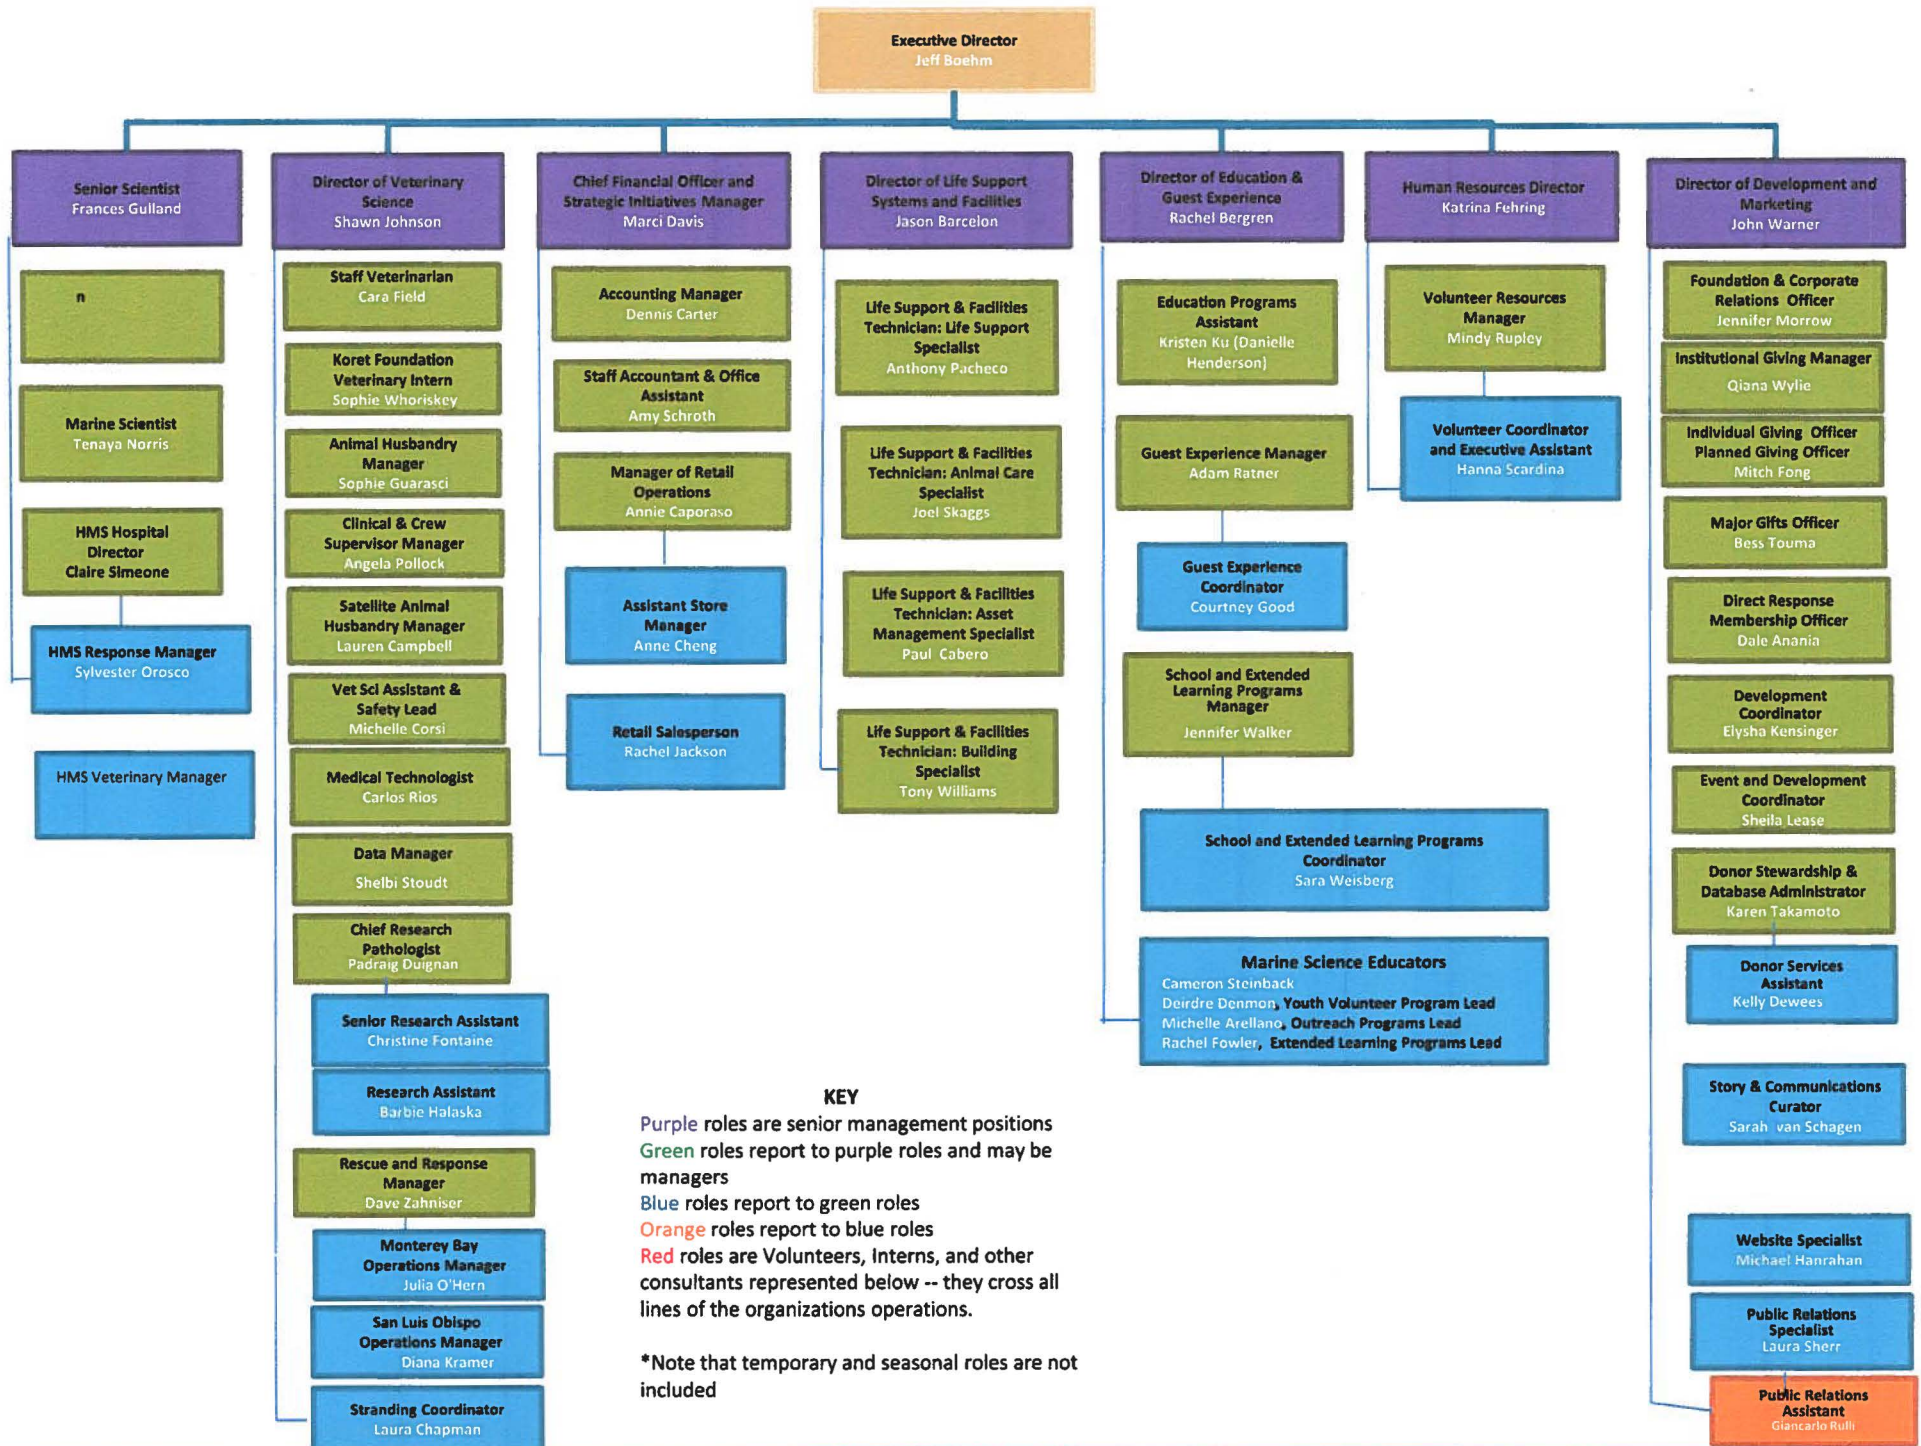 Executive Director
Jeff Boehm
Senior Scientist
Frances Gulland
n
Marine Scientist
Tenaya Norris
HMS Hospital
Director
Claire Simeone
HMS Response Manager
Sylvester Orosco
HMS Veterinary Manager
Director of Veterinary
Science
Shawn Johnson
Staff Veterinarian
Cara Field
Koret Foundation
Veterinary Intern
Sophie Whoriskey
Animal Husbandry
Manager
Sophie Guarasci
Clinical & Crew
Supervisor Manager
Angela Pollock
Satellite Animal
Husbandry Manager
Lauren Campbell
Vet Sci Assistant &
Safety Lead
Michelle Corsi
Medical Technologist
Carlos Rios
Data Manager
Shelbi Stoudt
Chief Research
Pathologist
Padraig Duignan
Senior Research Assistant
Christine Fontaine
Research Assistant
Barbie Halaska
Rescue and Response
Manager
Dave Zahniser
Monterey Bay
Operations Manager
Julia O'Hern
San Luis Obispo
Operations Manager
Diana Kramer
Stranding Coordinator
Laura Chapman
Chief Financial Officer and
Strategic Initiatives Manager
Marci Davis
Accounting Manager
Dennis Carter
Staff Accountant & Office
Assistant
Amy Schroth
Manager of Retail
Operations
Annie Caporaso
Assistant Store
Manager
Anne Cheng
Retail Salesperson
Rachel Jackson
Director of Life Support
Systems and Facilities
Jason Barcelon
Life Support & Facilities
Technician: Life Support
Specialist
Anthony Pacheco
Life Support & Facilities
Technician: Animal Care
Specialist
Joel Skaggs
Life Support & Facilities
Technician: Asset
Management Specialist
Paul Cabero
Life Support & Facilities
Technician: Building
Specialist
Tony Williams
Director of Education &
Guest Experience
Rachel Bergren
Education Programs
Assistant
Kristen Ku (Danielle
Henderson)
Guest Experience Manager
Adam Ratner
Guest Experience
Coordinator
Courtney Good
School and Extended
Learning Programs
Manager
Jennifer Walker
School and Extended Learning Programs
Coordinator
Sara Weisberg
Marine Science Educators
Cameron Steinback
Deirdre Denmon, Youth Volunteer Program Lead
Michelle Arellano, Outreach Programs Lead
Rachel Fowler, Extended Learning Programs Lead
Human Resources Director
Katrina Fehring
Volunteer Resources
Manager
Mindy Rupley
Volunteer Coordinator
and Executive Assistant
Hanna Scardina
Director of Development and
Marketing
John Warner
Foundation & Corporate
Relations Officer
Jennifer Morrow
Institutional Giving Manager
Qiana Wylie
Individual Giving Officer
Planned Giving Officer
Mitch Fong
Major Gifts Officer
Bess Touma
Direct Response
Membership Officer
Dale Anania
Development
Coordinator
Elysha Kensinger
Event and Development
Coordinator
Sheila Lease
Donor Stewardship &
Database Administrator
Karen Takamoto
Donor Services
Assistant
Kelly Dewees
Story & Communications
Curator
Sarah van Schagen
Website Specialist
Michael Hanrahan
Public Relations
Specialist
Laura Sherr
Public Relations
Assistant
Giancarlo Rulli
KEY
Purple roles are senior management positions
Green roles report to purple roles and may be
managers
Blue roles report to green roles
Orange roles report to blue roles
Red roles are Volunteers, Interns, and other
consultants represented below -- they cross all
lines of the organizations operations.
*Note that temporary and seasonal roles are not
included